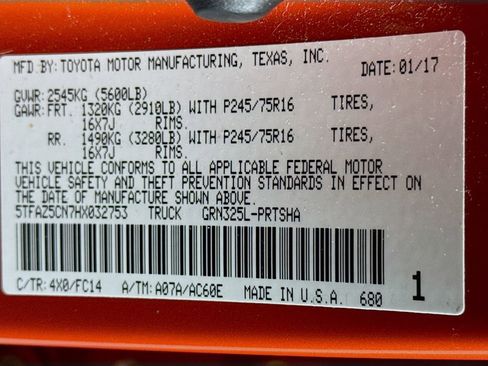 MFD BY: TOYOTA MOTOR MANUFACTURING, TEXAS, INC.
DATE: 01/17
GVWR: 2545KG (5600LB)
GAWR: FRT. 1320KG (2910LB) WITH P245/75R16 TIRES,
16X7J RIMS.
RR. 1490KG (3280LB) WITH P245/75R16 TIRES,
16X7J RIMS.
THIS VEHICLE CONFORMS TO ALL APPLICABLE FEDERAL MOTOR
VEHICLE SAFETY AND THEFT PREVENTION STANDARDS IN EFFECT ON
THE DATE OF MANUFACTURE SHOWN ABOVE.
5TFAZ5CN7HX032753 TRUCK GRN325L-PRTSHA
C/TR: 4X0/FC14 A/TM: A07A/AC60E MADE IN U.S.A. 680 1